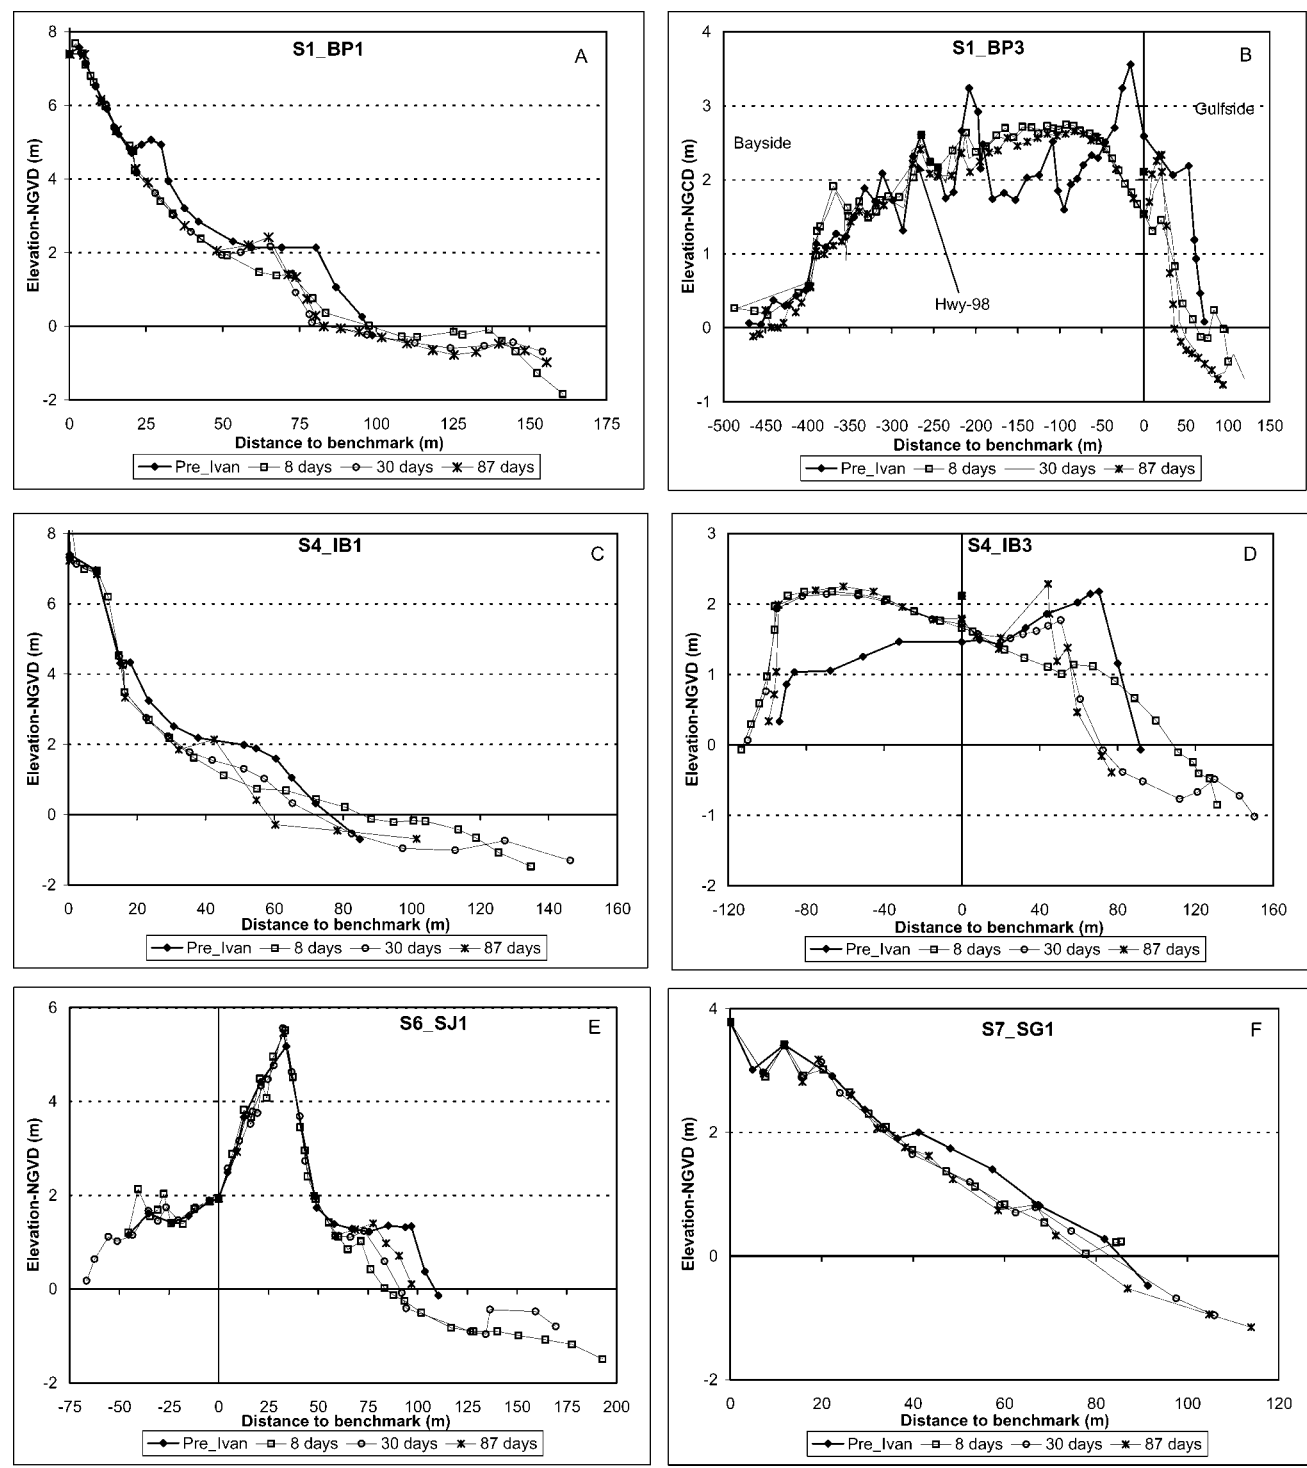 S1_BP1
A
Elevation-NGVD (m)
8
6
4
2
0
-2
0 25 50 75 100 125 150 175
Distance to benchmark (m)
Pre_Ivan 8 days 30 days 87 days
S1_BP3
B
Bayside
Gulfside
Hwy-98
Elevation-NGCD (m)
4
3
2
1
0
-1
-500 -450 -400 -350 -300 -250 -200 -150 -100 -50 0 50 100 150
Distance to benchmark (m)
Pre_Ivan 8 days 30 days 87 days
S4_IB1
C
Elevation-NGVD (m)
8
6
4
2
0
-2
0 20 40 60 80 100 120 140 160
Distance to benchmark (m)
Pre_Ivan 8 days 30 days 87 days
S4_IB3
D
Elevation-NGVD (m)
3
2
1
0
-1
-2
-120 -80 -40 0 40 80 120 160
Distance to benchmark (m)
Pre_Ivan 8 days 30 days 87 days
S6_SJ1
E
Elevation-NGVD (m)
6
4
2
0
-2
-75 -50 -25 0 25 50 75 100 125 150 175 200
Distance to benchmark (m)
Pre_Ivan 8 days 30 days 87 days
S7_SG1
F
Elevation-NGVD (m)
4
2
0
-2
0 20 40 60 80 100 120
Distance to benchmark (m)
Pre_Ivan 8 days 30 days 87 days